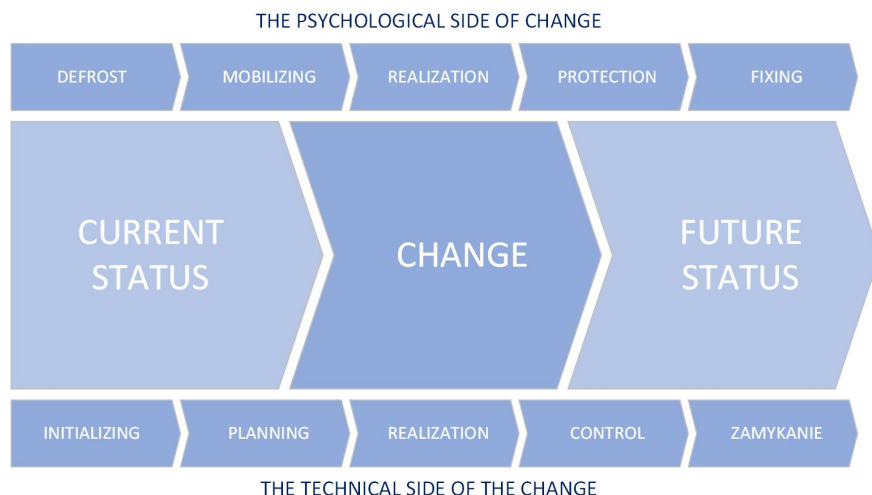 THE PSYCHOLOGICAL SIDE OF CHANGE
DEFROST
MOBILIZING
REALIZATION
PROTECTION
FIXING
CURRENT
STATUS
CHANGE
FUTURE
STATUS
INITIALIZING
PLANNING
REALIZATION
CONTROL
ZAMYKANIE
THE TECHNICAL SIDE OF THE CHANGE